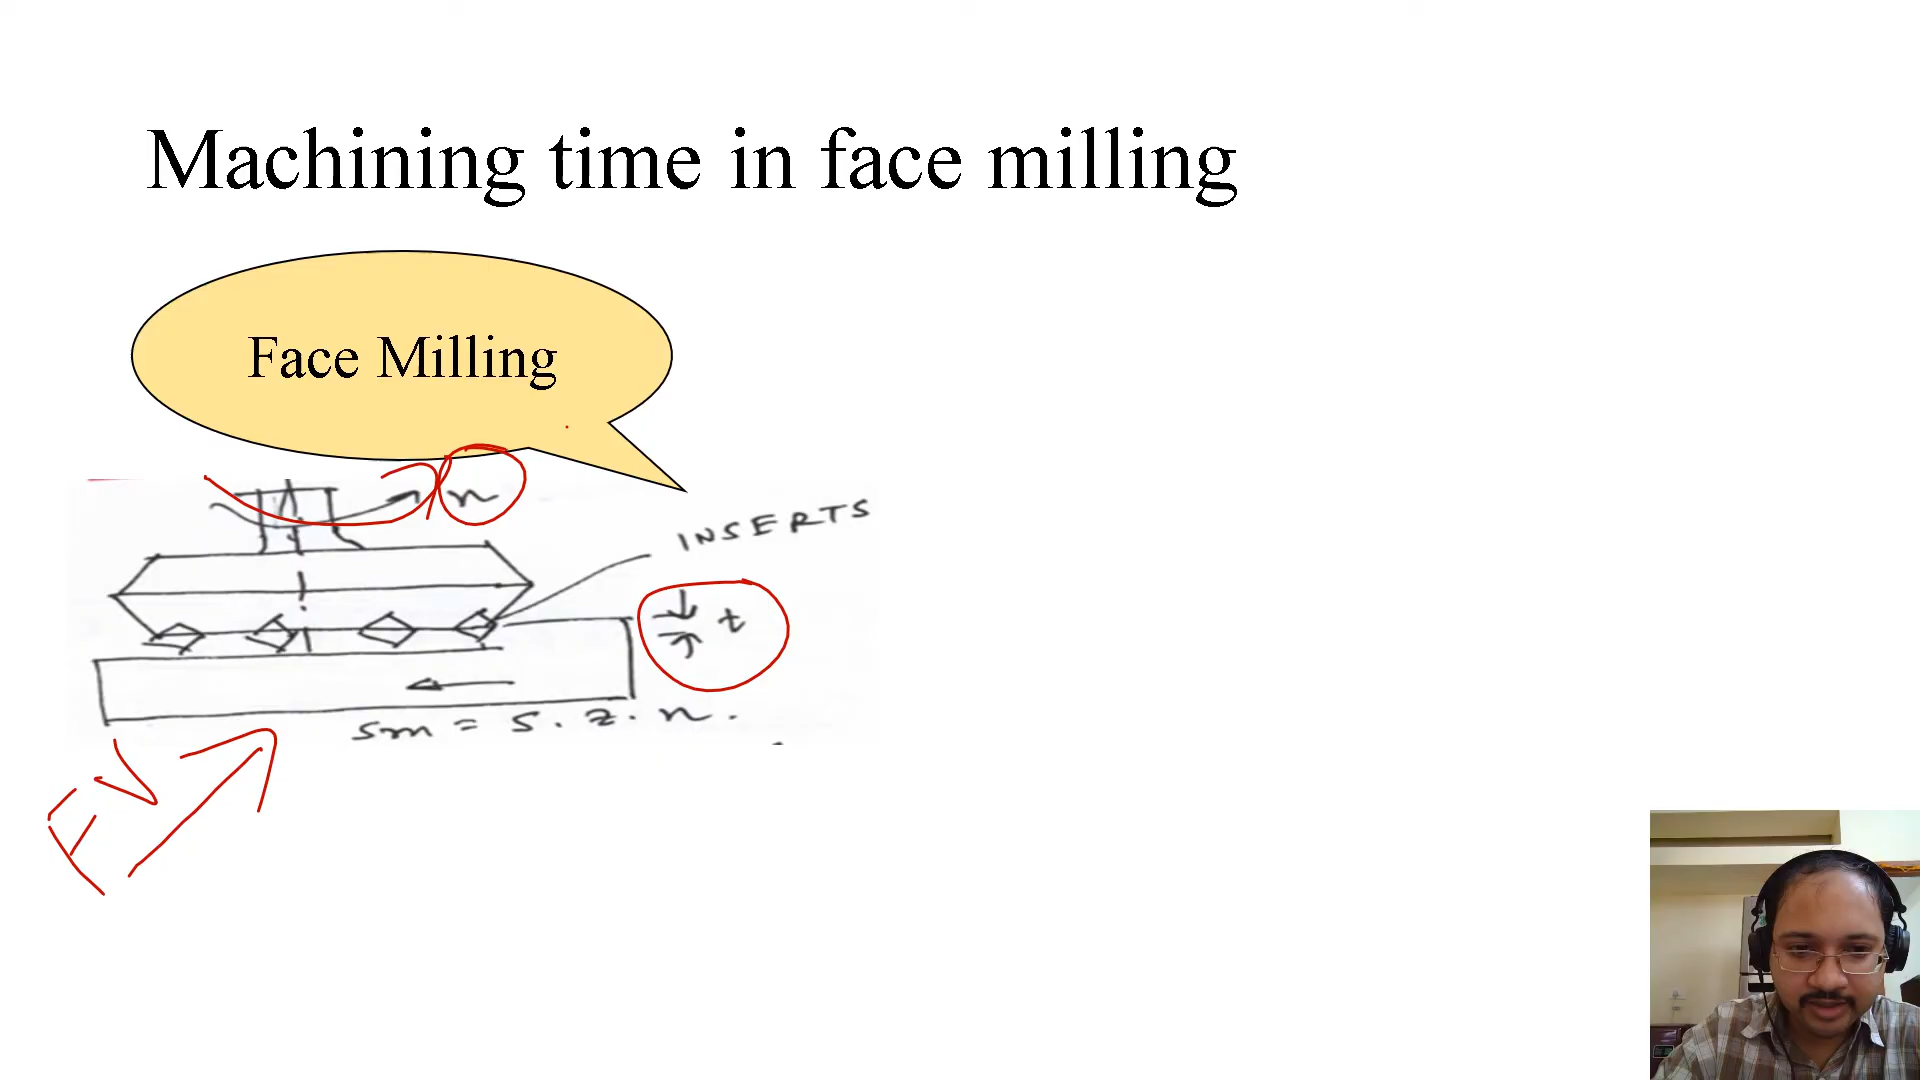 Machining time in face milling
Face Milling
n
INSERTS
t
sm = s. z. n.
FV